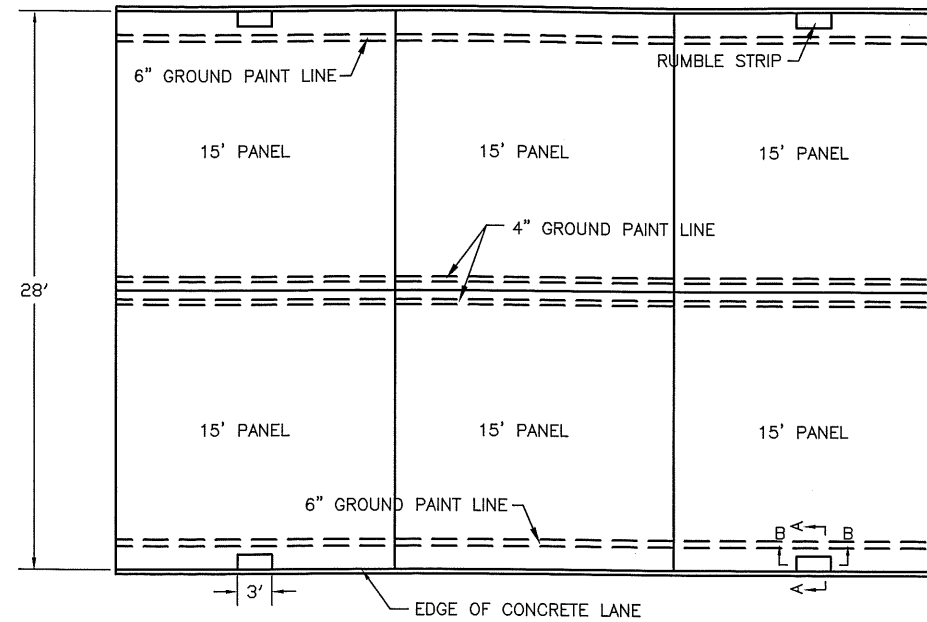 6" GROUND PAINT LINE
RUMBLE STRIP
15' PANEL
15' PANEL
15' PANEL
4" GROUND PAINT LINE
28'
15' PANEL
15' PANEL
15' PANEL
6" GROUND PAINT LINE
B A B
3'
A
EDGE OF CONCRETE LANE